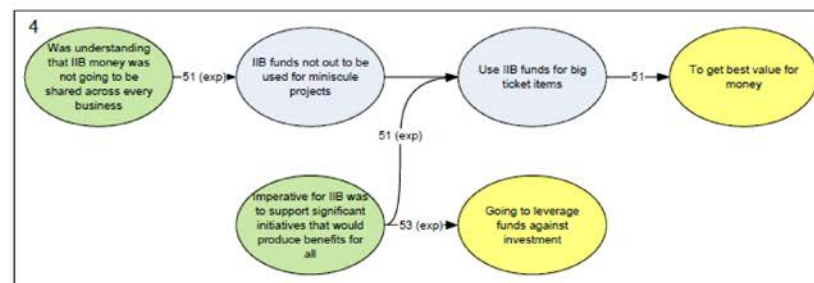 4
Was understanding
that IIB money was
not going to be
shared across every
business
51 (exp)
IIB funds not out to be
used for miniscule
projects
Use IIB funds for big
ticket items
51
To get best value for
money
51 (exp)
Imperative for IIB was
to support significant
initiatives that would
produce benefits for
all
53 (exp)
Going to leverage
funds against
investment